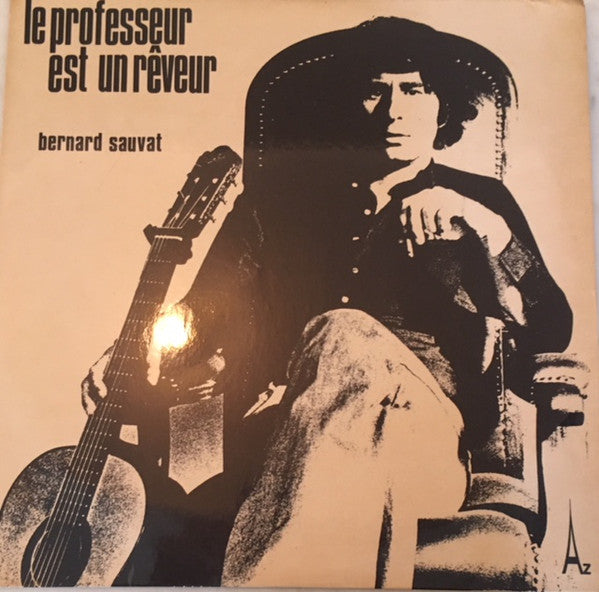 le professeur
est un rêveur
bernard sauvat
Az